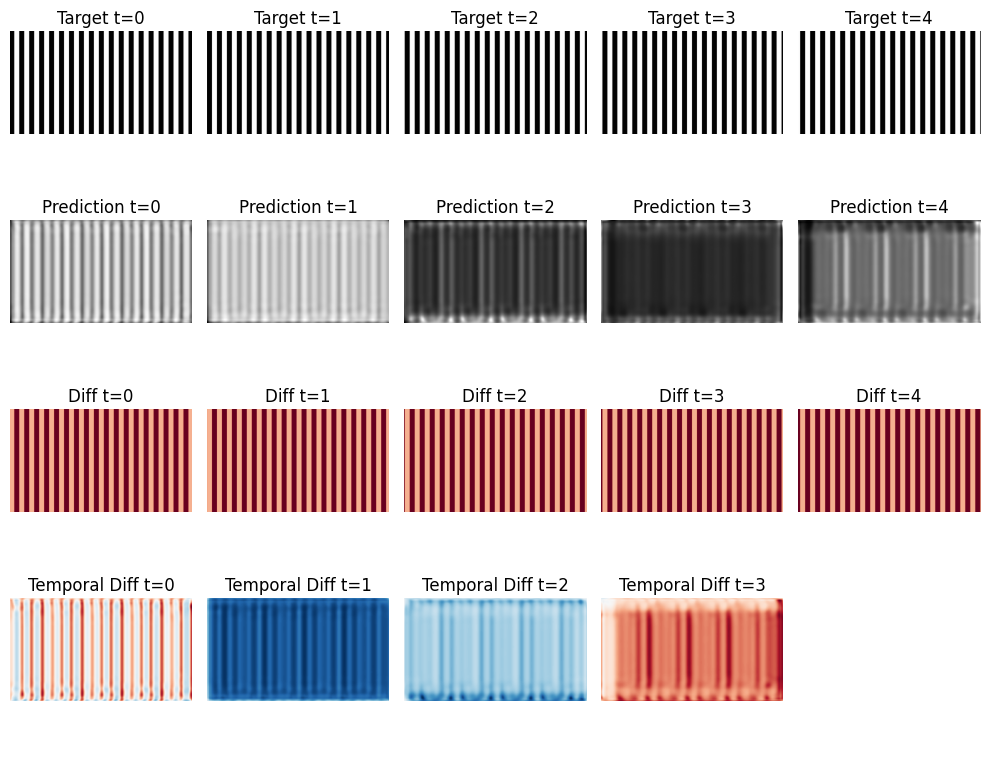 Target t=0 Target t=1 Target t=2 Target t=3 Target t=4
Prediction t=0 Prediction t=1 Prediction t=2 Prediction t=3 Prediction t=4
Diff t=0 Diff t=1 Diff t=2 Diff t=3 Diff t=4
Temporal Diff t=0 Temporal Diff t=1 Temporal Diff t=2 Temporal Diff t=3